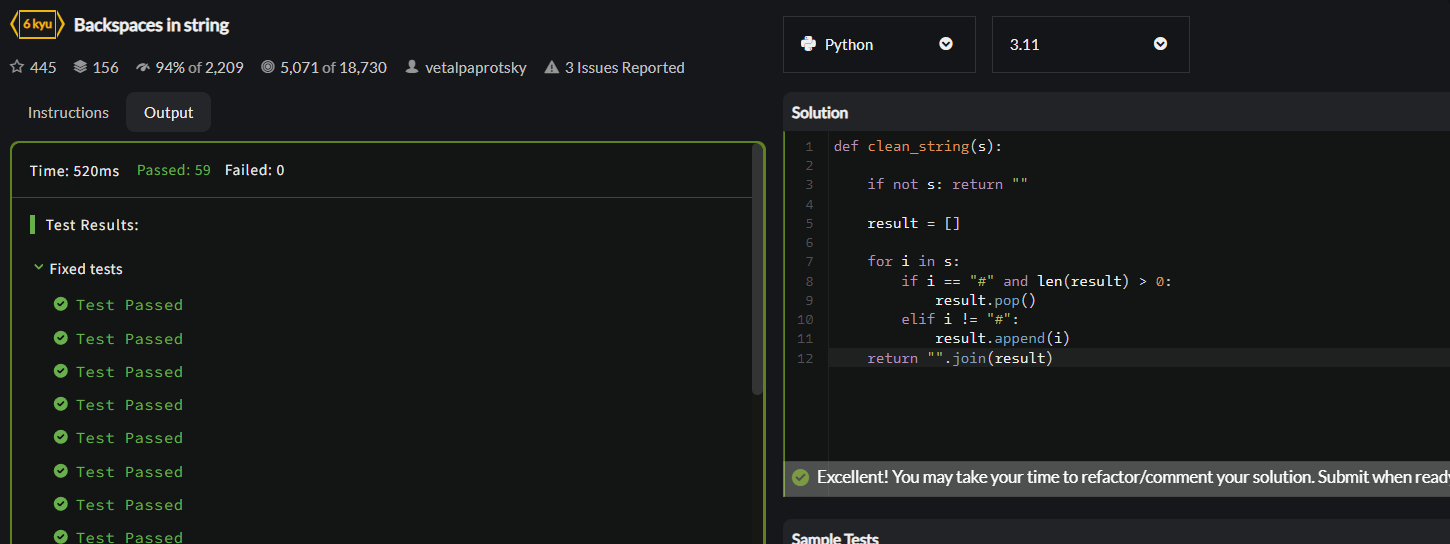 6 kyu Backspaces in string
445 156 94% of 2,209 5,071 of 18,730 vetalpaprotsky 3 Issues Reported
Instructions Output
Time: 520ms Passed: 59 Failed: 0
Test Results:
Fixed tests
Test Passed
Test Passed
Test Passed
Test Passed
Test Passed
Test Passed
Test Passed
Test Passed
Python 3.11
Solution
1 def clean_string(s):
2
3     if not s: return ""
4
5     result = []
6
7     for i in s:
8         if i == "#" and len(result) > 0:
9             result.pop()
10         elif i != "#":
11             result.append(i)
12     return "".join(result)
Excellent! You may take your time to refactor/comment your solution. Submit when ready
Sample Tests